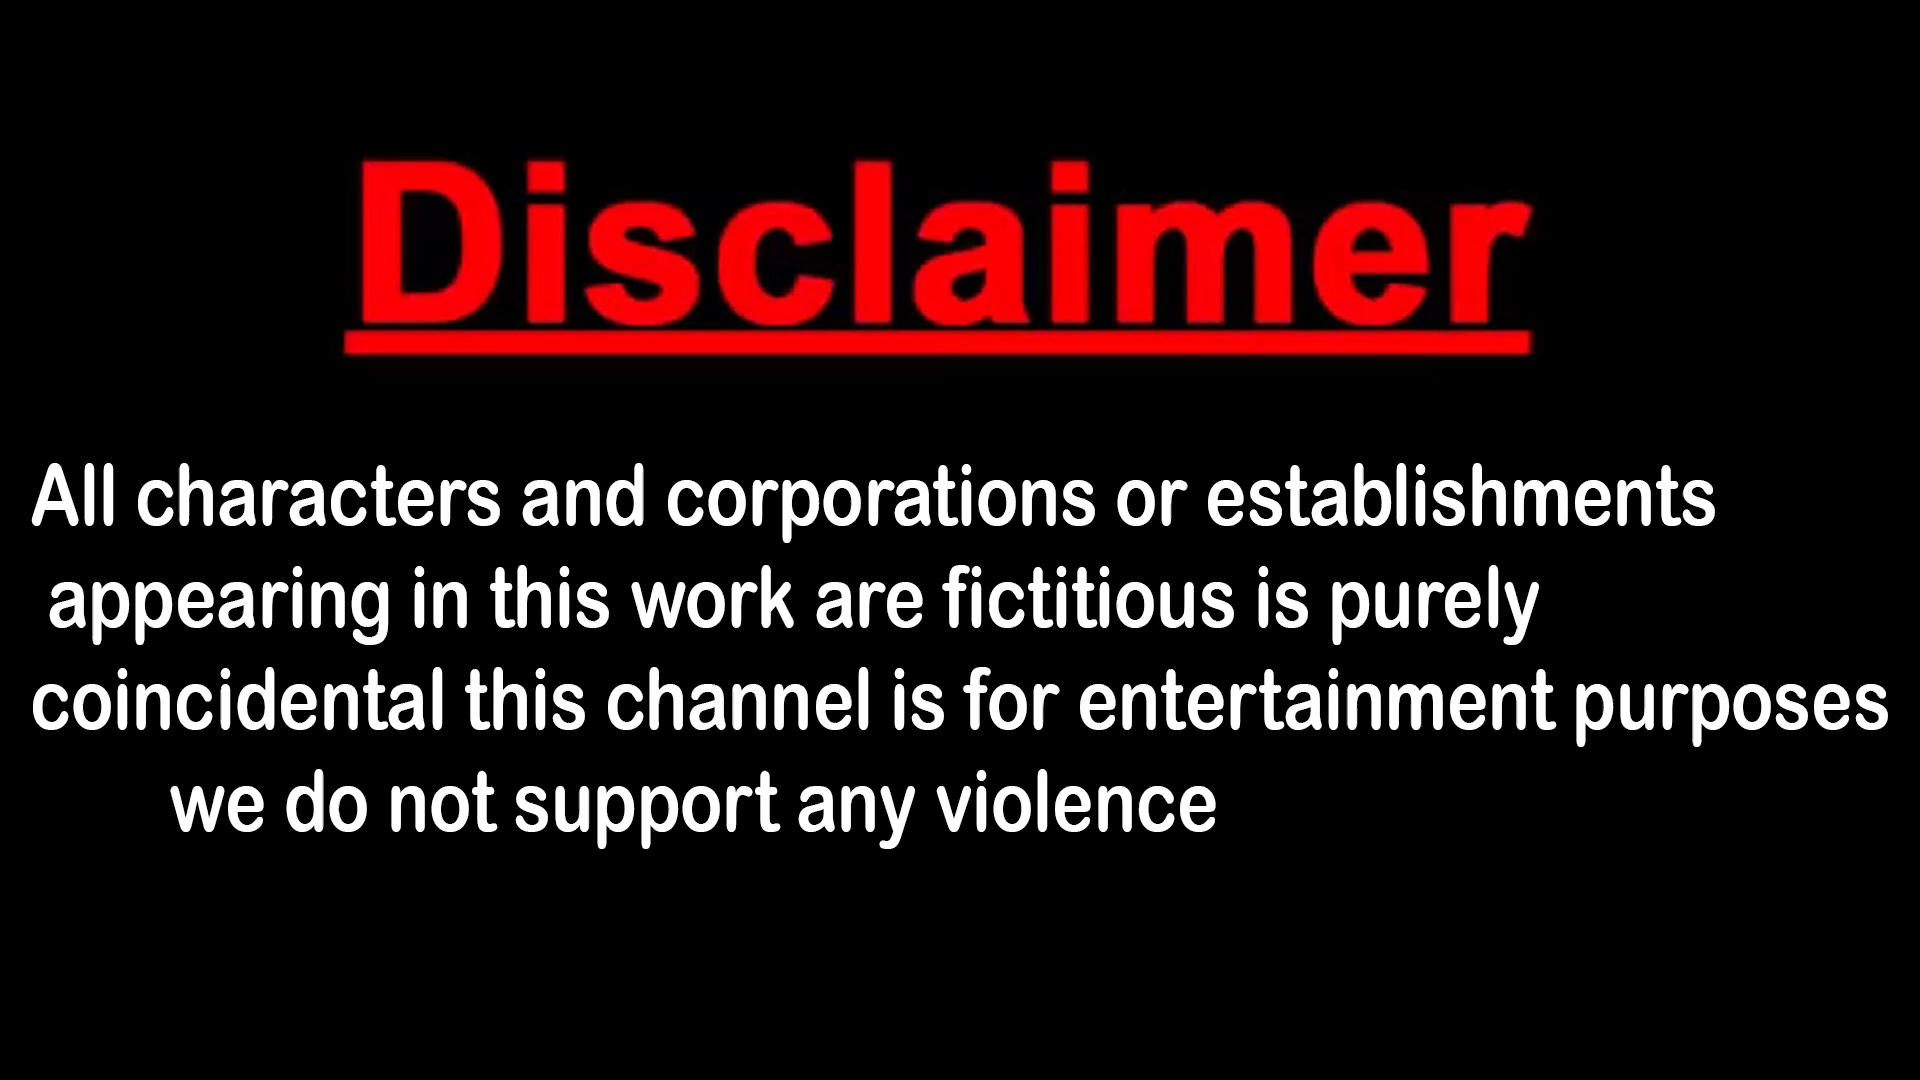 Disclaimer
All characters and corporations or establishments
appearing in this work are fictitious is purely
coincidental this channel is for entertainment purposes
we do not support any violence